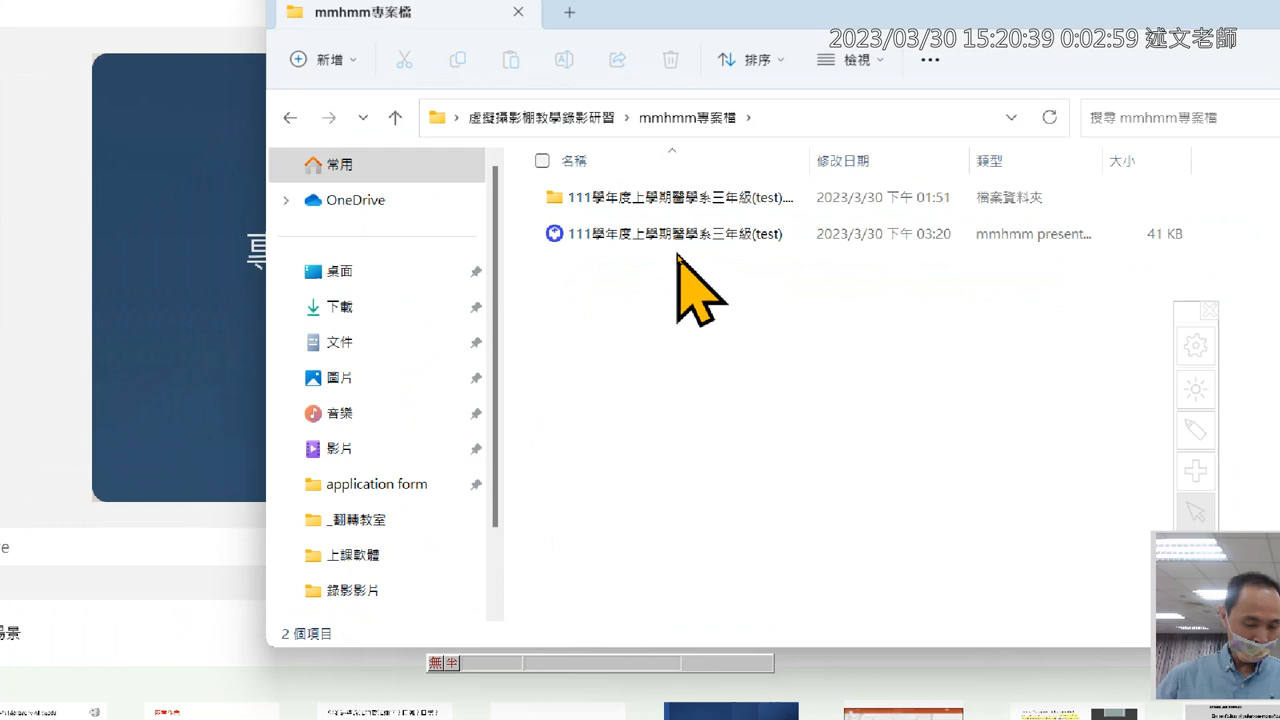 mmhmm專案檔
2023/03/30 15:20:39 0:02:59 述文老師
新增
排序
檢視
虛擬攝影棚教學錄影研習 > mmhmm專案檔 >
搜尋 mmhmm專案檔
名稱 修改日期 類型 大小
111學年度上學期醫學系三年級(test).... 2023/3/30 下午 01:51 檔案資料夾
111學年度上學期醫學系三年級(test) 2023/3/30 下午 03:20 mmhmm present... 41 KB
常用
OneDrive
桌面
下載
文件
圖片
音樂
影片
application form
_翻轉教室
上課軟體
錄影影片
2 個項目
無 半